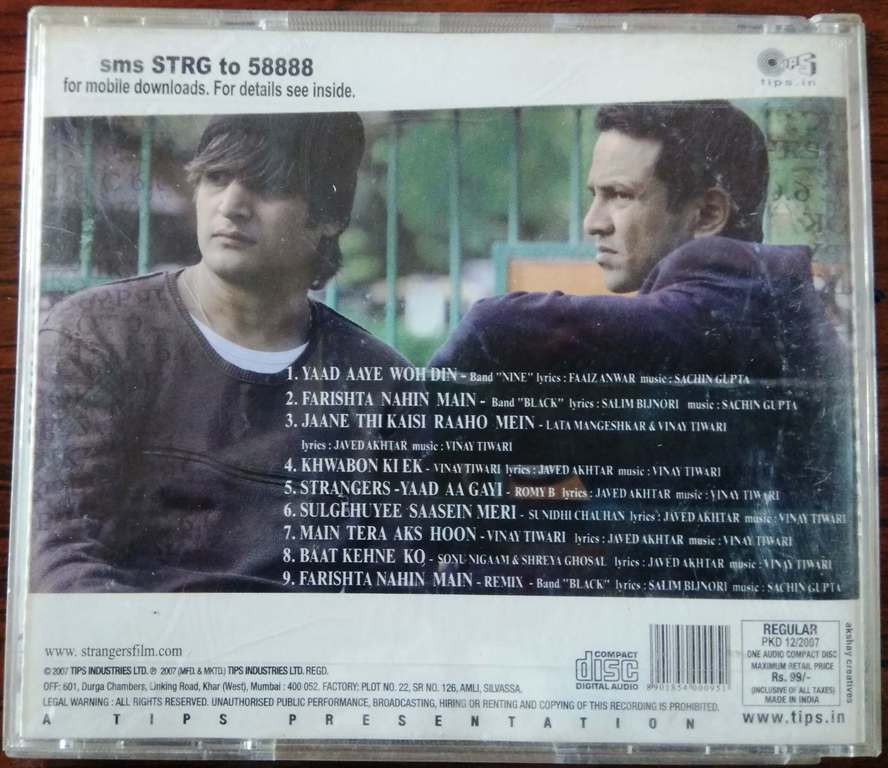 sms STRG to 58888
for mobile downloads. For details see inside.
TIPS
tips.in
1. YAAD AAYE WOH DIN - Band "NINE" lyrics : FAAIZ ANWAR music : SACHIN GUPTA
2. FARISHTA NAHIN MAIN - Band "BLACK" lyrics : SALIM BIJNORI music : SACHIN GUPTA
3. JAANE THI KAISI RAAHO MEIN - LATA MANGESHKAR & VINAY TIWARI
lyrics : JAVED AKHTAR music : VINAY TIWARI
4. KHWABON KI EK - VINAY TIWARI lyrics : JAVED AKHTAR music : VINAY TIWARI
5. STRANGERS -YAAD AA GAYI - ROMY B lyrics : JAVED AKHTAR music : VINAY TIWARI
6. SULGEHUYEE SAASEIN MERI - SUNIDHI CHAUHAN lyrics : JAVED AKHTAR music : VINAY TIWARI
7. MAIN TERA AKS HOON - VINAY TIWARI lyrics : JAVED AKHTAR music : VINAY TIWARI
8. BAAT KEHNE KO - SONU NIGAAM & SHREYA GHOSAL lyrics : JAVED AKHTAR music : VINAY TIWARI
9. FARISHTA NAHIN MAIN - REMIX - Band "BLACK" lyrics : SALIM BIJNORI music : SACHIN GUPTA
www. strangersfilm.com
© 2007 TIPS INDUSTRIES LTD. ℗ 2007 (MFD. & MKTD.) TIPS INDUSTRIES LTD. REGD.
OFF: 601, Durga Chambers, Linking Road, Khar (West), Mumbai : 400 052. FACTORY: PLOT NO. 22, SR NO. 126, AMLI, SILVASSA.
LEGAL WARNING : ALL RIGHTS RESERVED. UNAUTHORISED PUBLIC PERFORMANCE, BROADCASTING, HIRING OR RENTING AND COPYING OF THIS RECORDING IS PROHIBITED.
A TIPS PRESENTATION
COMPACT
disc
DIGITAL AUDIO
8901854000951
REGULAR
PKD 12/2007
ONE AUDIO COMPACT DISC
MAXIMUM RETAIL PRICE
Rs. 99/-
(INCLUSIVE OF ALL TAXES)
MADE IN INDIA
www.tips.in
akshay creatives